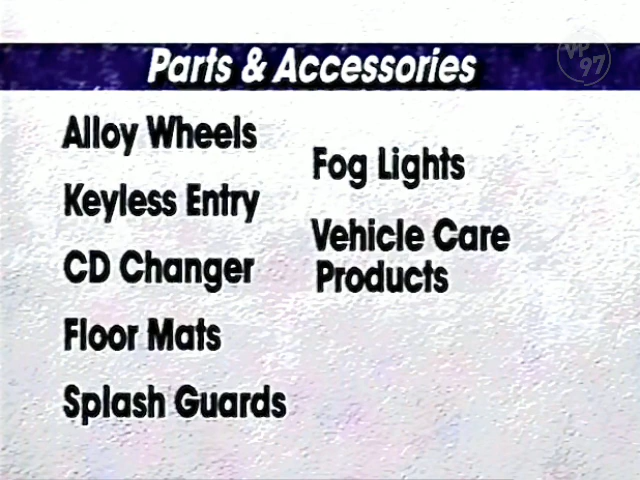 Parts & Accessories
VP
97
Alloy Wheels
Keyless Entry
CD Changer
Floor Mats
Splash Guards
Fog Lights
Vehicle Care
Products